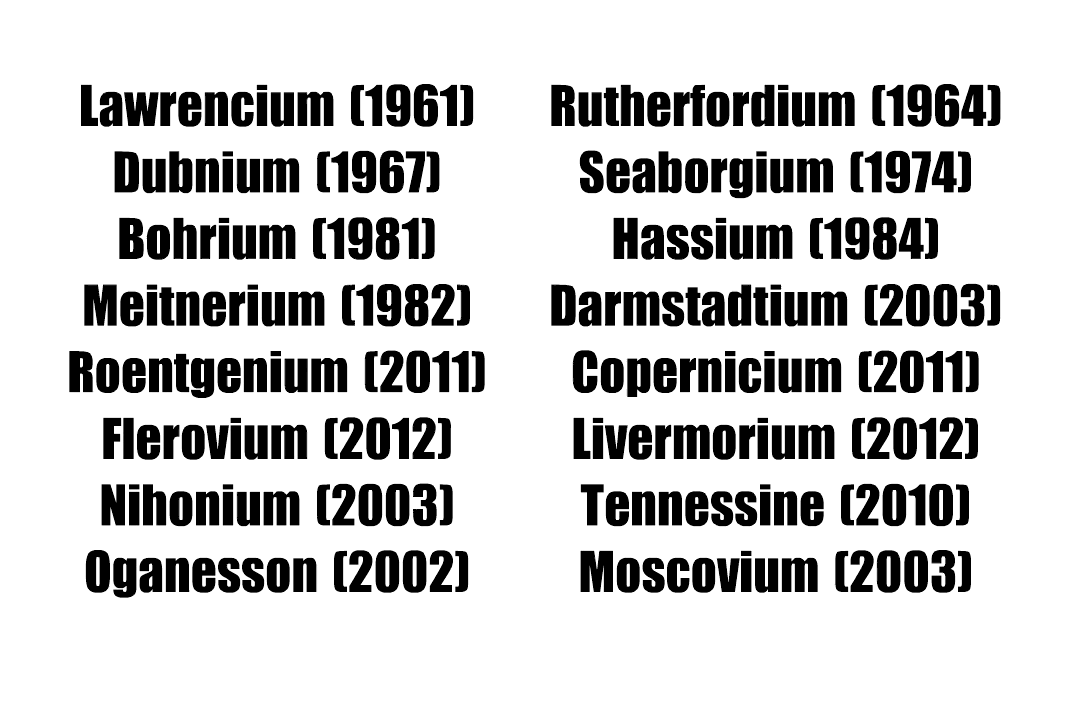 Lawrencium (1961)
Rutherfordium (1964)
Dubnium (1967)
Seaborgium (1974)
Bohrium (1981)
Hassium (1984)
Meitnerium (1982)
Darmstadtium (2003)
Roentgenium (2011)
Copernicium (2011)
Flerovium (2012)
Livermorium (2012)
Nihonium (2003)
Tennessine (2010)
Oganesson (2002)
Moscovium (2003)